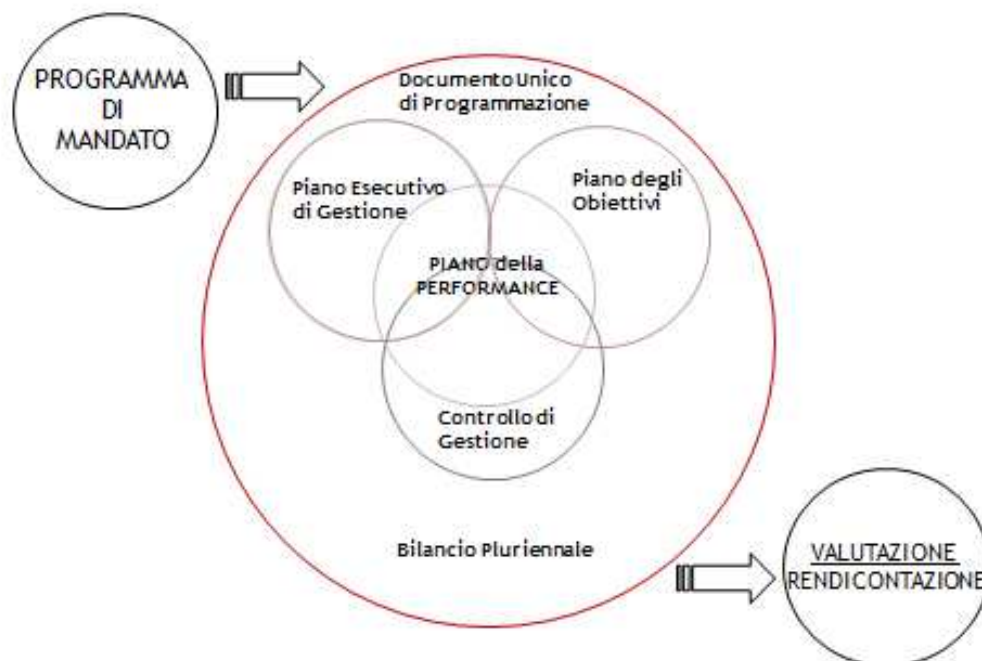 PROGRAMMA
DI
MANDATO
Documento Unico
di Programmazione
Piano Esecutivo
di Gestione
Piano degli
Obiettivi
PIANO della
PERFORMANCE
Controllo di
Gestione
Bilancio Pluriennale
VALUTAZIONE
RENDICONTAZIONE